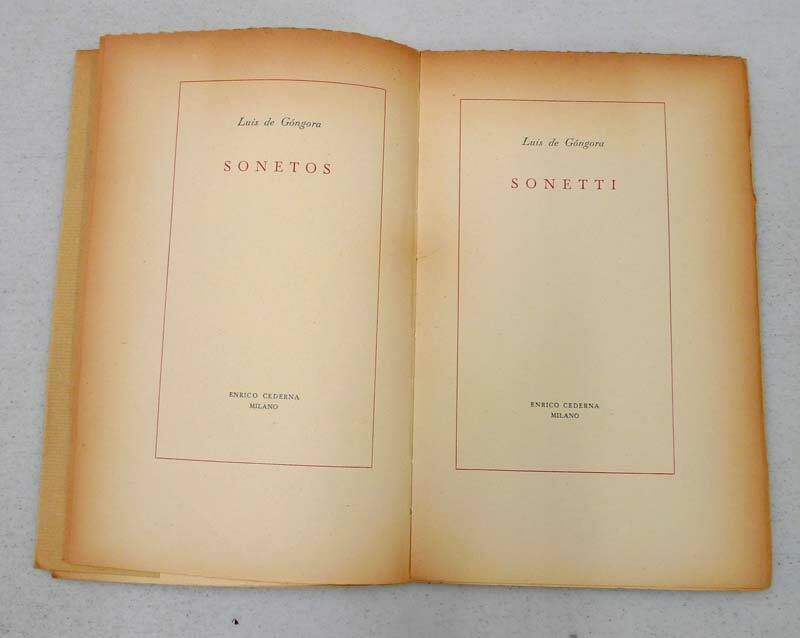 Luis de Góngora
SONETOS
ENRICO CEDERNA
MILANO
Luis de Góngora
SONETTI
ENRICO CEDERNA
MILANO